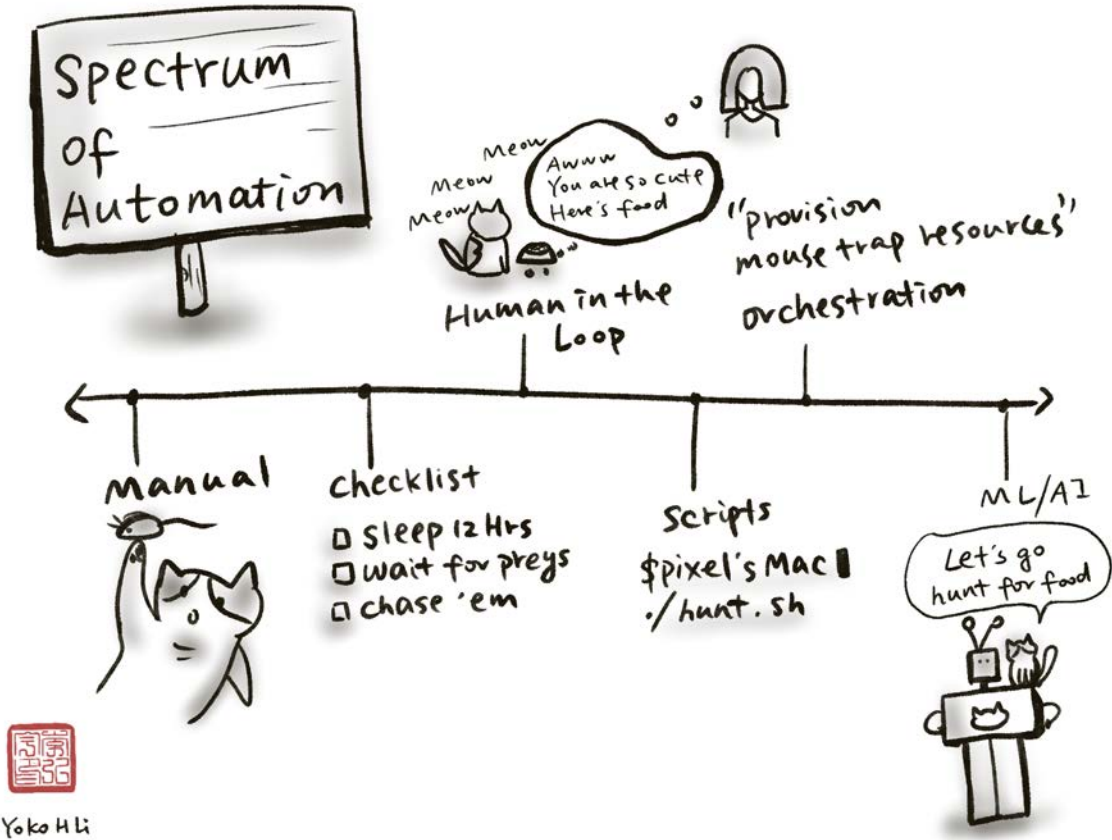 Spectrum
of
Automation
Meow
Meow
Meow
Awww
You are so cute
Here's food
Human in the
Loop
"provision
mouse trap resources"
orchestration
manual
checklist
sleep 12 Hrs
wait for preys
chase 'em
Scripts
$pixel's Mac
./hunt.sh
ML/AI
Let's go
hunt for food
Yoko H Li